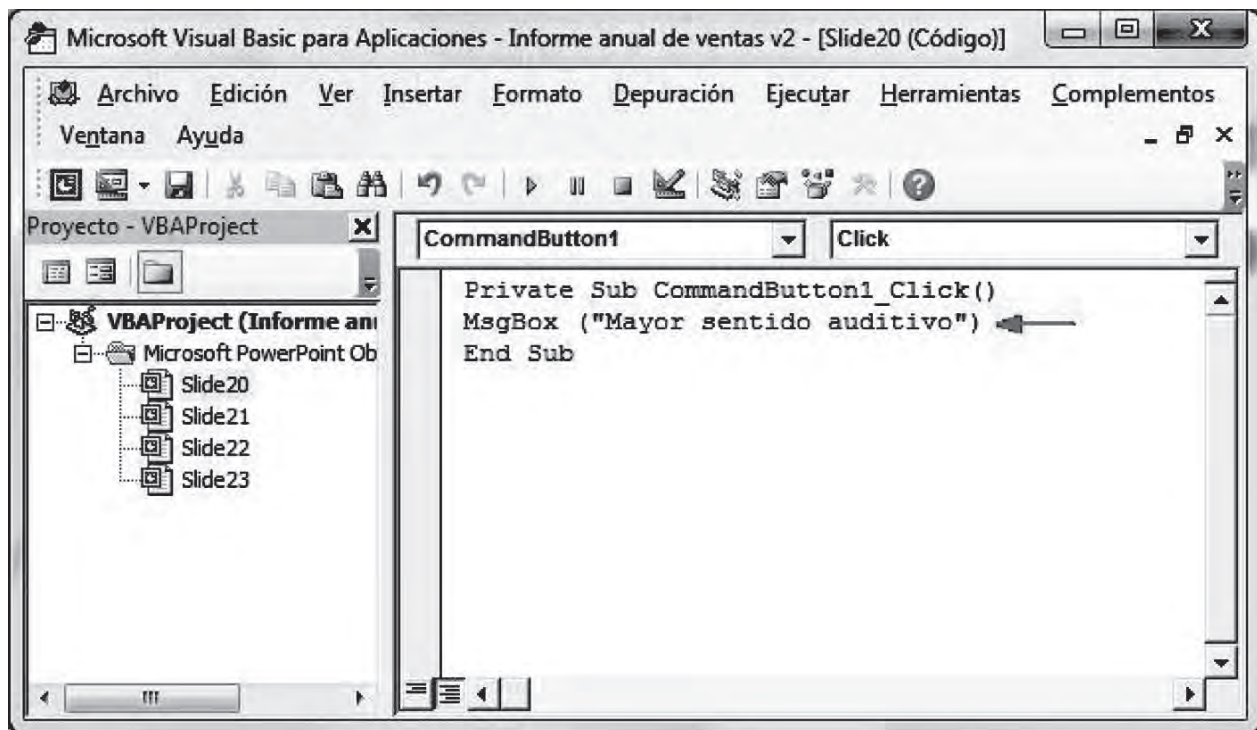 Microsoft Visual Basic para Aplicaciones - Informe anual de ventas v2 - [Slide20 (Código)]
Archivo Edición Ver Insertar Formato Depuración Ejecutar Herramientas Complementos
Ventana Ayuda
Proyecto - VBAProject
VBAProject (Informe anu
Microsoft PowerPoint Ob
Slide20
Slide21
Slide22
Slide23
CommandButton1 Click
Private Sub CommandButton1_Click()
MsgBox ("Mayor sentido auditivo")
End Sub